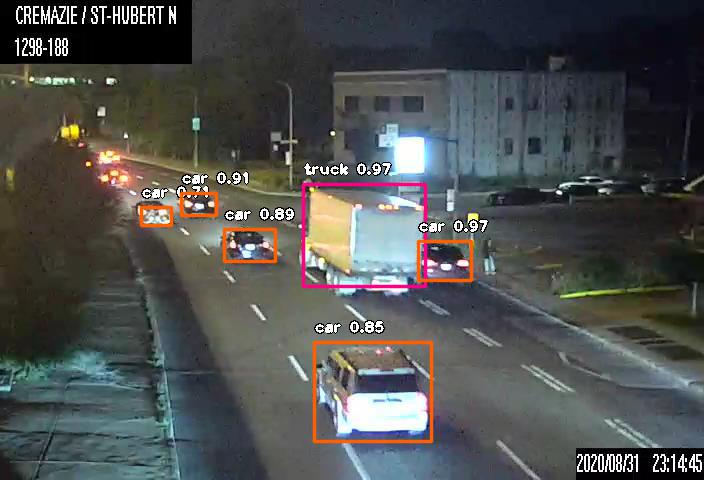 CREMAZIE / ST-HUBERT N
1298-188
car 0.91
car 0.71
truck 0.97
car 0.89
car 0.97
car 0.85
2020/08/31 23:14:45